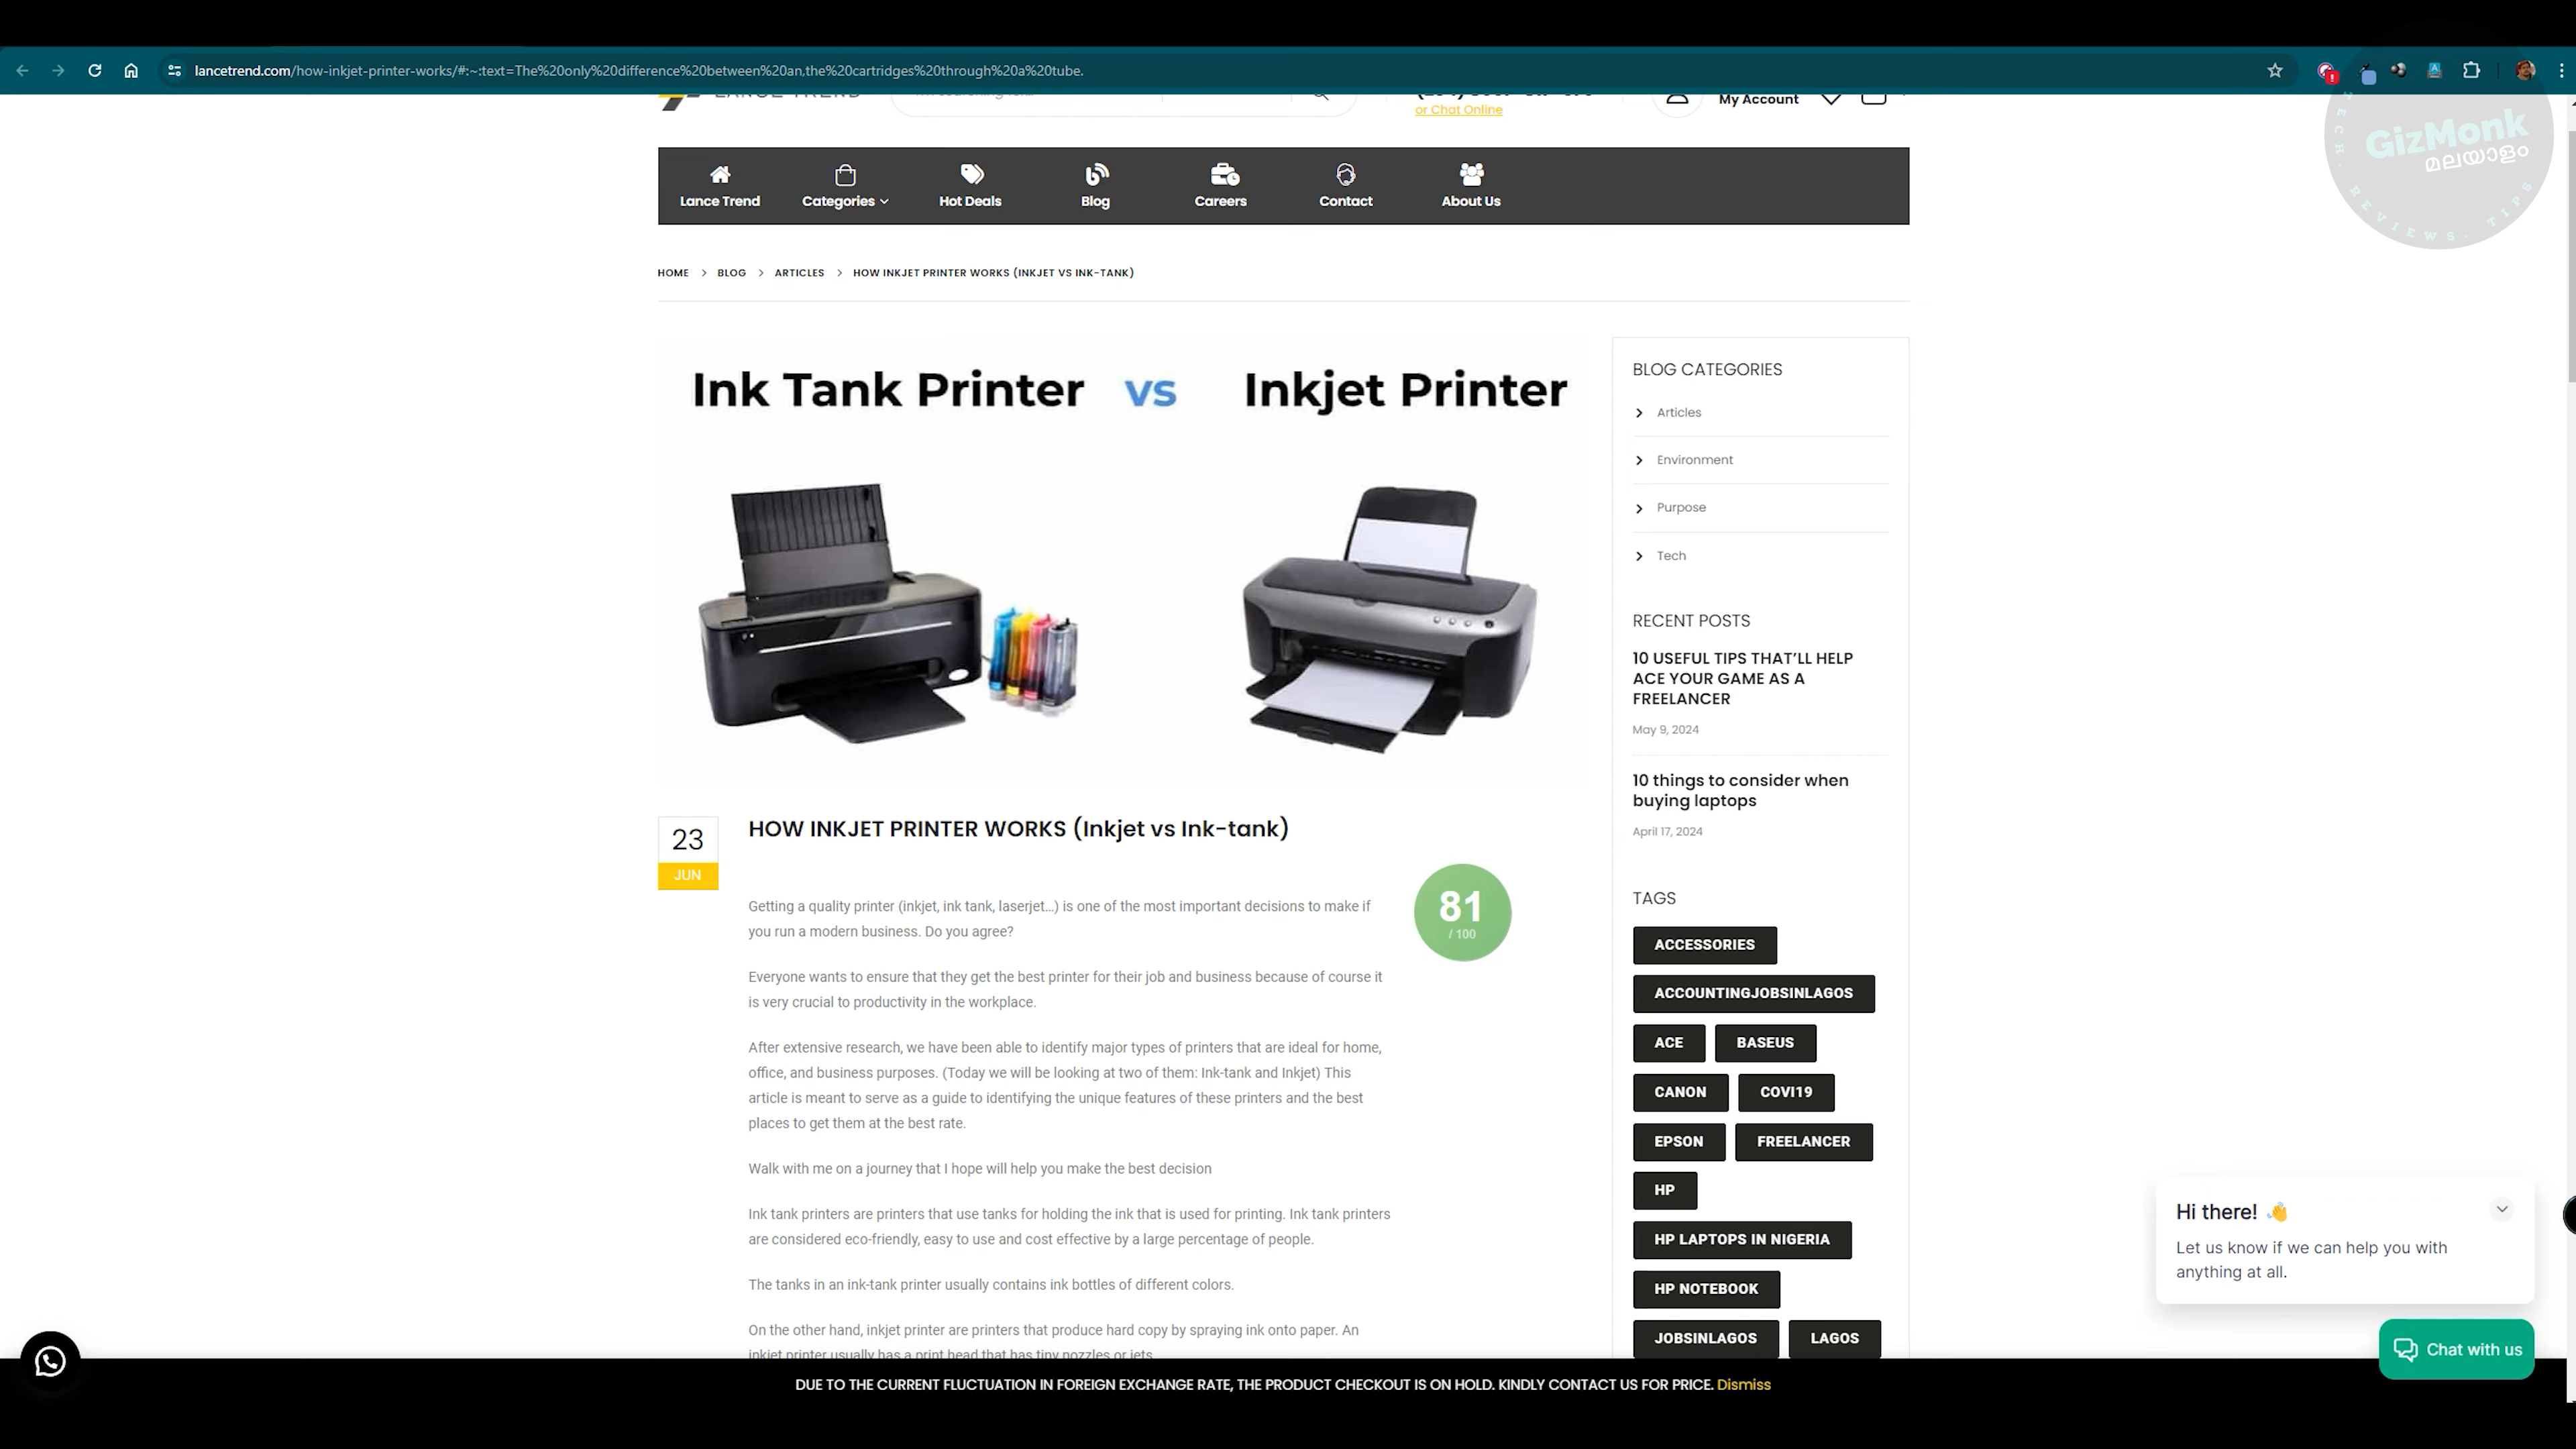 lancetrend.com/how-inkjet-printer-works/#:~:text=The%20only%20difference%20between%20an,the%20cartridges%20through%20a%20tube.
or Chat Online
My Account
TECH. REVIEWS. TIPS
GizMonk
മലയാളം
Lance Trend
Categories
Hot Deals
Blog
Careers
Contact
About Us
HOME > BLOG > ARTICLES > HOW INKJET PRINTER WORKS (INKJET VS INK-TANK)
Ink Tank Printer vs Inkjet Printer
23
JUN
HOW INKJET PRINTER WORKS (Inkjet vs Ink-tank)
81
/ 100
Getting a quality printer (inkjet, ink tank, laserjet...) is one of the most important decisions to make if
you run a modern business. Do you agree?
Everyone wants to ensure that they get the best printer for their job and business because of course it
is very crucial to productivity in the workplace.
After extensive research, we have been able to identify major types of printers that are ideal for home,
office, and business purposes. (Today we will be looking at two of them: Ink-tank and Inkjet) This
article is meant to serve as a guide to identifying the unique features of these printers and the best
places to get them at the best rate.
Walk with me on a journey that I hope will help you make the best decision
Ink tank printers are printers that use tanks for holding the ink that is used for printing. Ink tank printers
are considered eco-friendly, easy to use and cost effective by a large percentage of people.
The tanks in an ink-tank printer usually contains ink bottles of different colors.
On the other hand, inkjet printer are printers that produce hard copy by spraying ink onto paper. An
inkjet printer usually has a print head that has tiny nozzles or jets
BLOG CATEGORIES
Articles
Environment
Purpose
Tech
RECENT POSTS
10 USEFUL TIPS THAT'LL HELP
ACE YOUR GAME AS A
FREELANCER
May 9, 2024
10 things to consider when
buying laptops
April 17, 2024
TAGS
ACCESSORIES
ACCOUNTINGJOBSINLAGOS
ACE BASEUS
CANON COVI19
EPSON FREELANCER
HP
HP LAPTOPS IN NIGERIA
HP NOTEBOOK
JOBSINLAGOS LAGOS
Hi there! 👋
Let us know if we can help you with
anything at all.
Chat with us
DUE TO THE CURRENT FLUCTUATION IN FOREIGN EXCHANGE RATE, THE PRODUCT CHECKOUT IS ON HOLD. KINDLY CONTACT US FOR PRICE. Dismiss